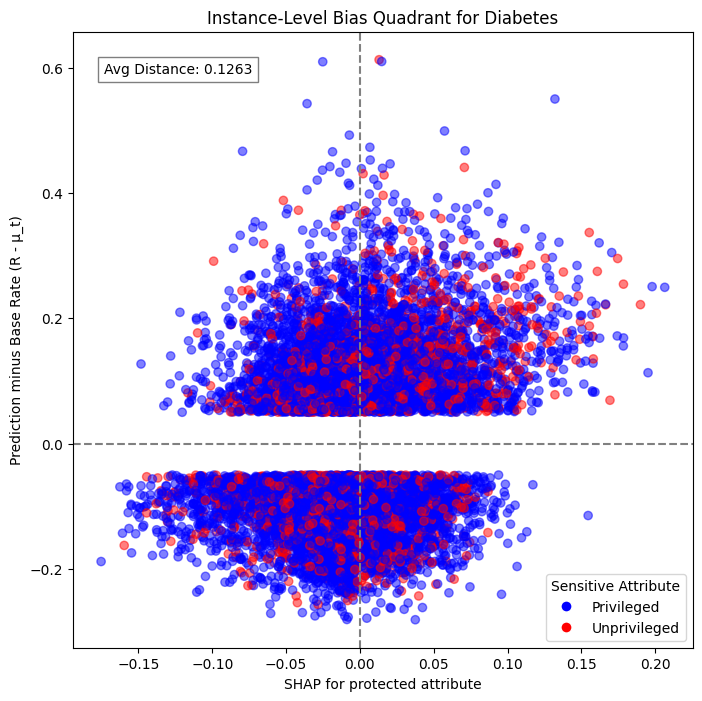 Instance-Level Bias Quadrant for Diabetes
Avg Distance: 0.1263
Prediction minus Base Rate (R - μ_t)
0.6
0.4
0.2
0.0
−0.2
−0.15
−0.10
−0.05
0.00
0.05
0.10
0.15
0.20
SHAP for protected attribute
Sensitive Attribute
Privileged
Unprivileged